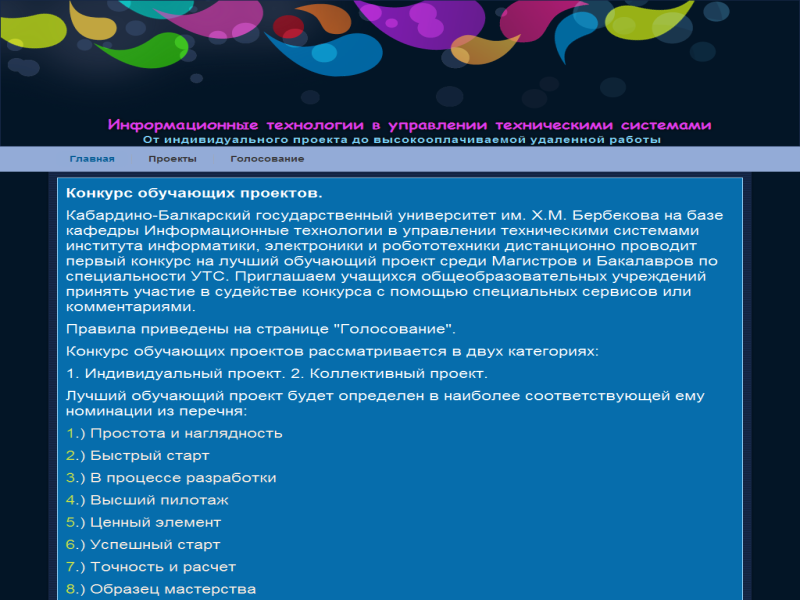 Информационные технологии в управлении техническими системами
От индивидуального проекта до высокооплачиваемой удаленной работы
Главная Проекты Голосование
Конкурс обучающих проектов.
Кабардино-Балкарский государственный университет им. Х.М. Бербекова на базе
кафедры Информационные технологии в управлении техническими системами
института информатики, электроники и робототехники дистанционно проводит
первый конкурс на лучший обучающий проект среди Магистров и Бакалавров по
специальности УТС. Приглашаем учащихся общеобразовательных учреждений
принять участие в судействе конкурса с помощью специальных сервисов или
комментариями.
Правила приведены на странице "Голосование".
Конкурс обучающих проектов рассматривается в двух категориях:
1. Индивидуальный проект. 2. Коллективный проект.
Лучший обучающий проект будет определен в наиболее соответствующей ему
номинации из перечня:
1.) Простота и наглядность
2.) Быстрый старт
3.) В процессе разработки
4.) Высший пилотаж
5.) Ценный элемент
6.) Успешный старт
7.) Точность и расчет
8.) Образец мастерства